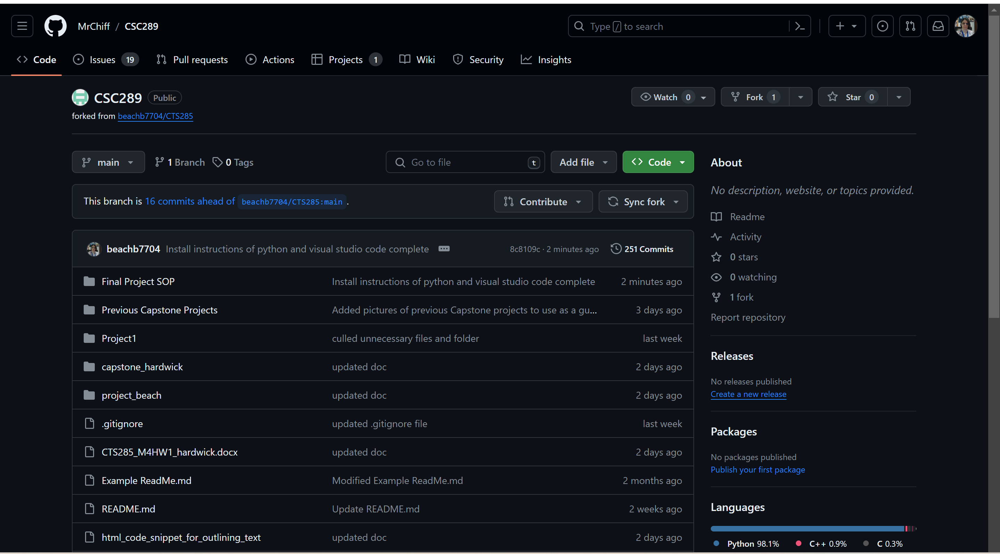 MrChiff / CSC289
Type / to search
Code Issues 19 Pull requests Actions Projects 1 Wiki Security Insights
CSC289 Public
Watch 0 Fork 1 Star 0
forked from beachb7704/CTS285
main 1 Branch 0 Tags
Go to file t Add file Code
This branch is 16 commits ahead of beachb7704/CTS285:main .
Contribute Sync fork
beachb7704 Install instructions of python and visual studio code complete 8c8109c · 2 minutes ago 251 Commits
Final Project SOP Install instructions of python and visual studio code complete 2 minutes ago
Previous Capstone Projects Added pictures of previous Capstone projects to use as a gu... 3 days ago
Project1 culled unnecessary files and folder last week
capstone_hardwick updated doc 2 days ago
project_beach updated doc 2 days ago
.gitignore updated .gitignore file last week
CTS285_M4HW1_hardwick.docx updated doc 2 days ago
Example ReadMe.md Modified Example ReadMe.md 2 months ago
README.md Update README.md 2 weeks ago
html_code_snippet_for_outlining_text updated doc 2 days ago
About
No description, website, or topics provided.
Readme
Activity
0 stars
0 watching
1 fork
Report repository
Releases
No releases published
Create a new release
Packages
No packages published
Publish your first package
Languages
Python 98.1% C++ 0.9% C 0.3%